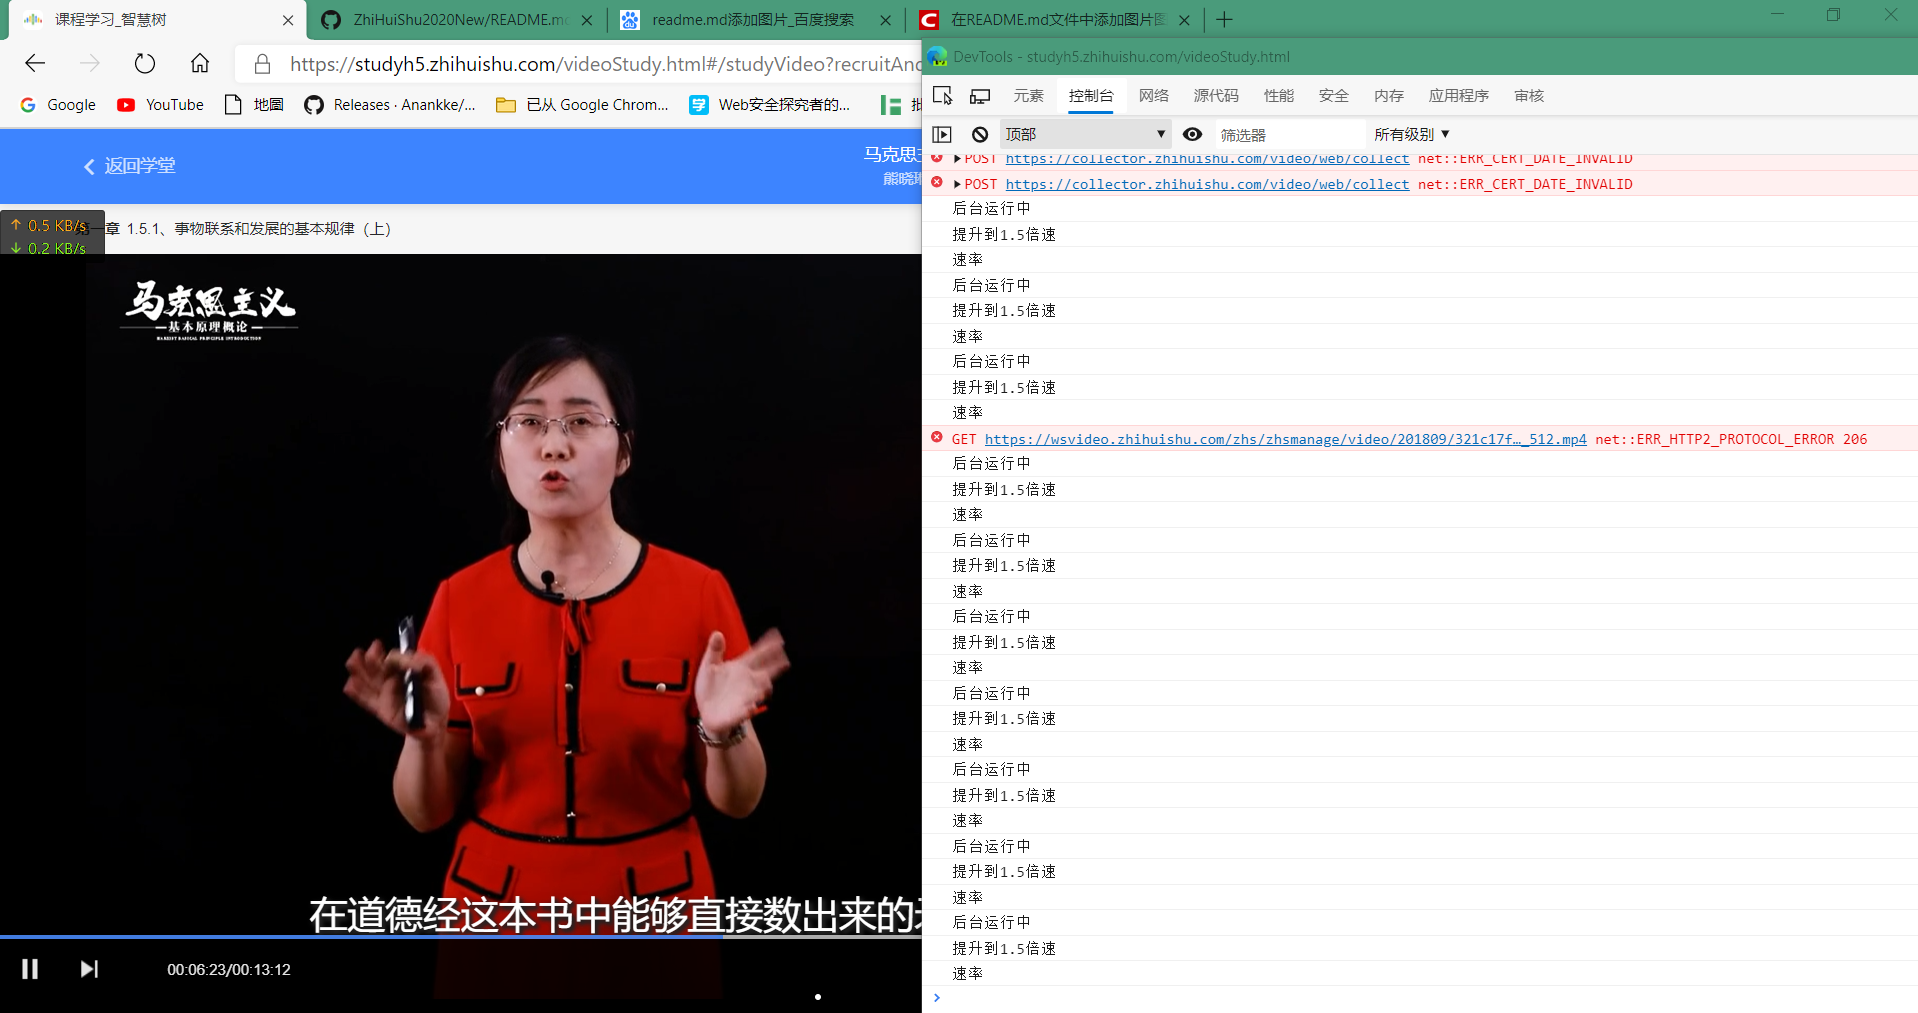 课程学习_智慧树
ZhiHuiShu2020New/README.md
readme.md添加图片_百度搜索
在README.md文件中添加图片
https://studyh5.zhihuishu.com/videoStudy.html#/studyVideo?recruitAnd
Google
YouTube
地圖
Releases · Anankke/...
已从 Google Chrom...
Web安全探究者的...
返回学堂
马克思主
熊晓
↑ 0.5 KB/s
↓ 0.2 KB/s
第一章 1.5.1、事物联系和发展的基本规律（上）
马克思主义
基本原理概论
MARXIST RADICAL PRINCIPLE INTRODUCTION
在道德经这本书中能够直接数出来的
00:06:23/00:13:12
DevTools - studyh5.zhihuishu.com/videoStudy.html
元素 控制台 网络 源代码 性能 安全 内存 应用程序 审核
顶部 筛选器 所有级别
POST https://collector.zhihuishu.com/video/web/collect net::ERR_CERT_DATE_INVALID
POST https://collector.zhihuishu.com/video/web/collect net::ERR_CERT_DATE_INVALID
后台运行中
提升到1.5倍速
速率
后台运行中
提升到1.5倍速
速率
后台运行中
提升到1.5倍速
速率
GET https://wsvideo.zhihuishu.com/zhs/zhsmanage/video/201809/321c17f…_512.mp4 net::ERR_HTTP2_PROTOCOL_ERROR 206
后台运行中
提升到1.5倍速
速率
后台运行中
提升到1.5倍速
速率
后台运行中
提升到1.5倍速
速率
后台运行中
提升到1.5倍速
速率
后台运行中
提升到1.5倍速
速率
后台运行中
提升到1.5倍速
速率
后台运行中
提升到1.5倍速
速率